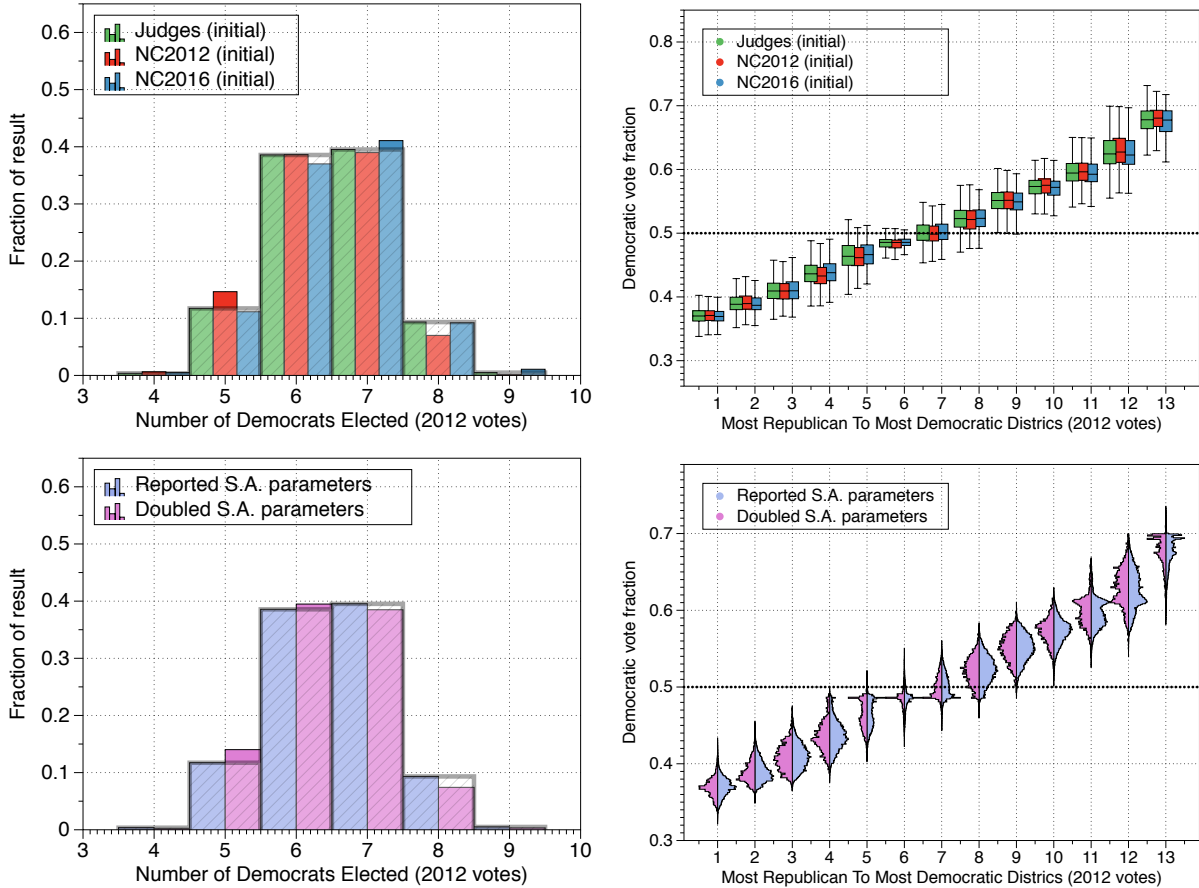 0.6
0.5
0.4
0.3
0.2
0.1
0
Fraction of result
Judges (initial)
NC2012 (initial)
NC2016 (initial)
3 4 5 6 7 8 9 10
Number of Democrats Elected (2012 votes)
0.8
0.7
0.6
0.5
0.4
0.3
Democratic vote fraction
Judges (initial)
NC2012 (initial)
NC2016 (initial)
1 2 3 4 5 6 7 8 9 10 11 12 13
Most Republican To Most Democratic Districs (2012 votes)
0.6
0.5
0.4
0.3
0.2
0.1
0
Fraction of result
Reported S.A. parameters
Doubled S.A. parameters
3 4 5 6 7 8 9 10
Number of Democrats Elected (2012 votes)
0.7
0.6
0.5
0.4
0.3
Democratic vote fraction
Reported S.A. parameters
Doubled S.A. parameters
1 2 3 4 5 6 7 8 9 10 11 12 13
Most Republican To Most Democratic Districs (2012 votes)